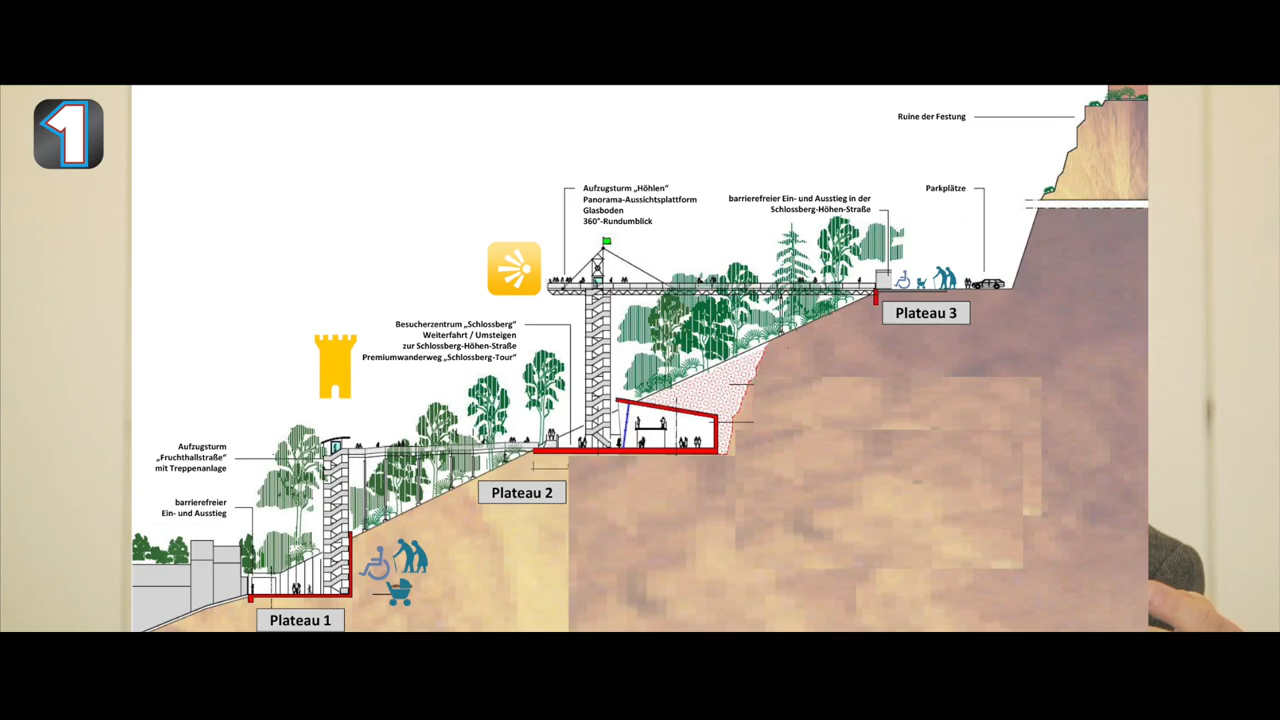 1
Ruine der Festung
Aufzugsturm „Höhlen“
Panorama-Aussichtsplattform
Glasboden
360°-Rundumblick
barrierefreier Ein- und Ausstieg in der
Schlossberg-Höhen-Straße
Parkplätze
Plateau 3
Besucherzentrum „Schlossberg“
Weiterfahrt / Umsteigen
zur Schlossberg-Höhen-Straße
Premiumwanderweg „Schlossberg-Tour“
Aufzugsturm
„Fruchthallstraße“
mit Treppenanlage
Plateau 2
barrierefreier
Ein- und Ausstieg
Plateau 1